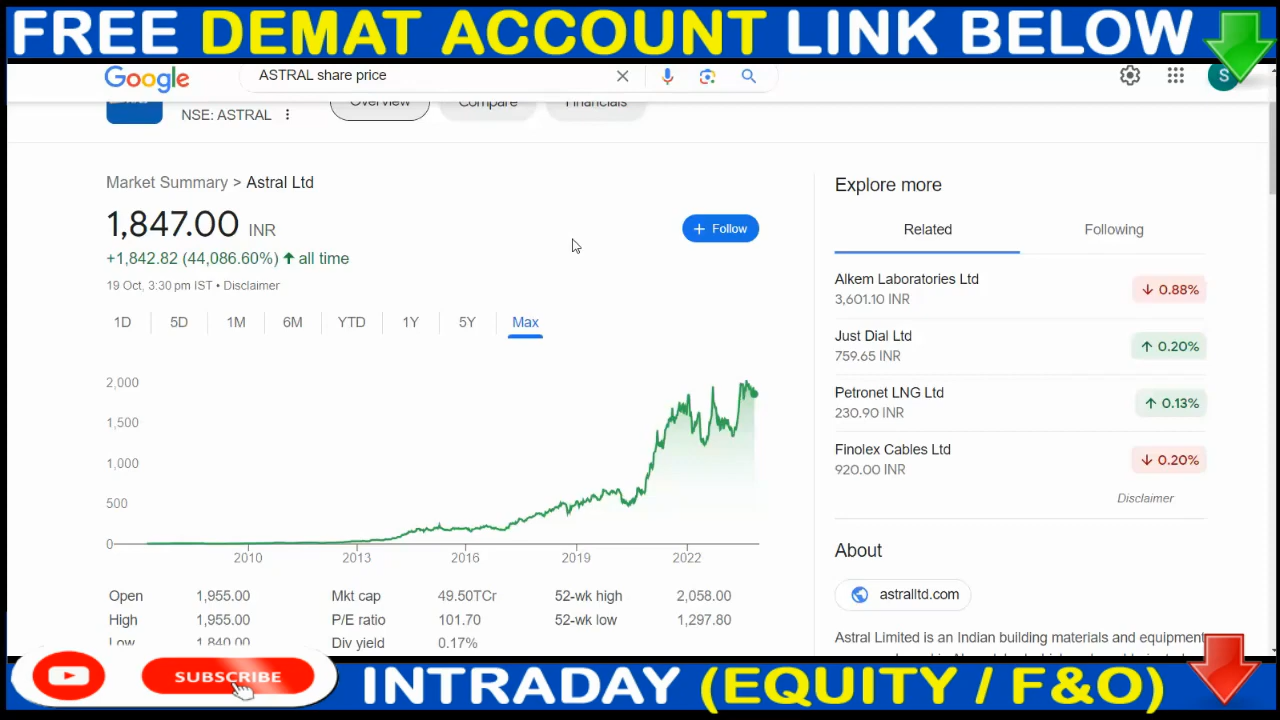 FREE DEMAT ACCOUNT LINK BELOW
Google
ASTRAL share price
S
NSE: ASTRAL
Overview
Compare
Financials
Market Summary > Astral Ltd
1,847.00 INR
+ Follow
+1,842.82 (44,086.60%) ↑ all time
19 Oct, 3:30 pm IST • Disclaimer
1D 5D 1M 6M YTD 1Y 5Y Max
2,000
1,500
1,000
500
0
2010 2013 2016 2019 2022
Open 1,955.00 Mkt cap 49.50TCr 52-wk high 2,058.00
High 1,955.00 P/E ratio 101.70 52-wk low 1,297.80
Low 1,840.00 Div yield 0.17%
Explore more
Related Following
Alkem Laboratories Ltd
3,601.10 INR
↓ 0.88%
Just Dial Ltd
759.65 INR
↑ 0.20%
Petronet LNG Ltd
230.90 INR
↑ 0.13%
Finolex Cables Ltd
920.00 INR
↓ 0.20%
Disclaimer
About
astralltd.com
Astral Limited is an Indian building materials and equipment
SUBSCRIBE
INTRADAY (EQUITY / F&O)